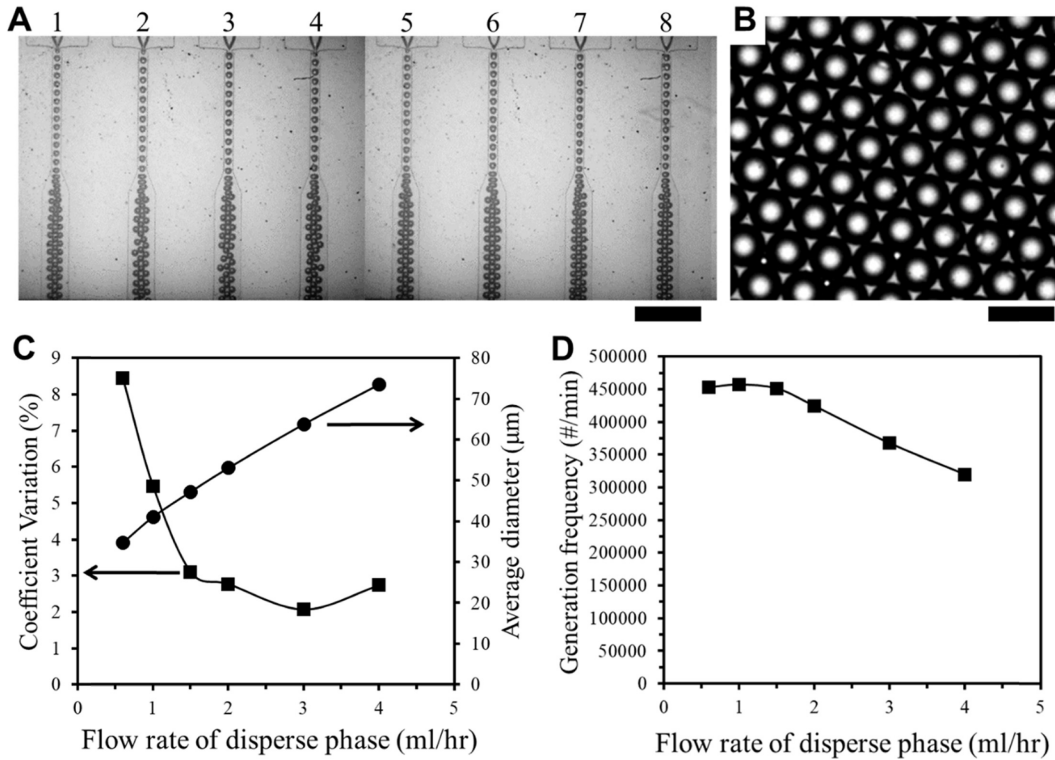 A
1 2 3 4 5 6 7 8
B
C
Coefficient Variation (%)
9
8
7
6
5
4
3
2
1
0
80
70
60
50
40
30
20
10
0
Average diameter (μm)
0 1 2 3 4 5
Flow rate of disperse phase (ml/hr)
D
Generation frequency (#/min)
500000
450000
400000
350000
300000
250000
200000
150000
100000
50000
0
0 1 2 3 4 5
Flow rate of disperse phase (ml/hr)